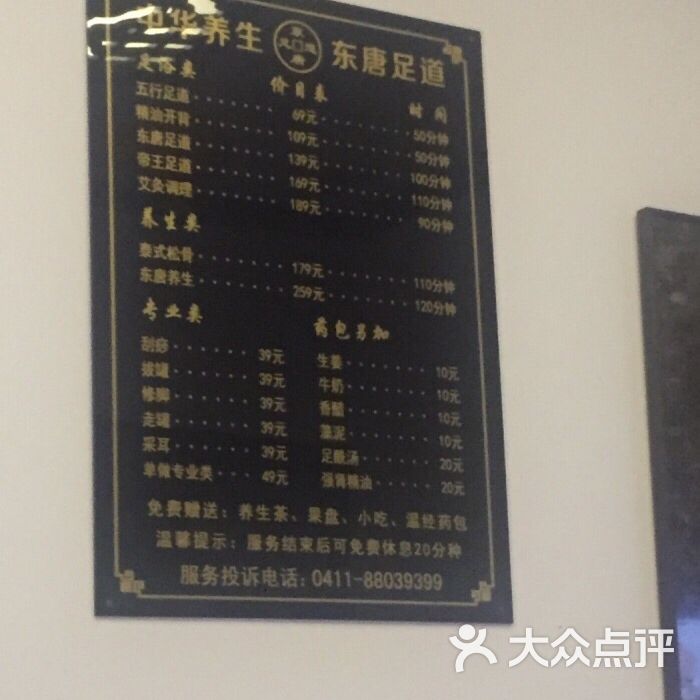 中华养生 东唐足道
足浴类 价目表 时间
五行足道········69元········50分钟
精油开背········109元········50分钟
东唐足道········139元········100分钟
帝王足道········169元········110分钟
艾灸调理········189元········90分钟
养生类
泰式松骨········179元········110分钟
东唐养生········259元········120分钟
专业类 药包另加
刮痧·······39元 生姜·······10元
拔罐·······39元 牛奶·······10元
修脚·······39元 香醋·······10元
走罐·······39元 藻泥·······10元
采耳·······39元 足酸汤·····20元
单做专业类····49元 强肾精油····20元
免费赠送：养生茶、果盘、小吃、温经药包
温馨提示：服务结束后可免费休息20分种
服务投诉电话：0411-88039399
大众点评